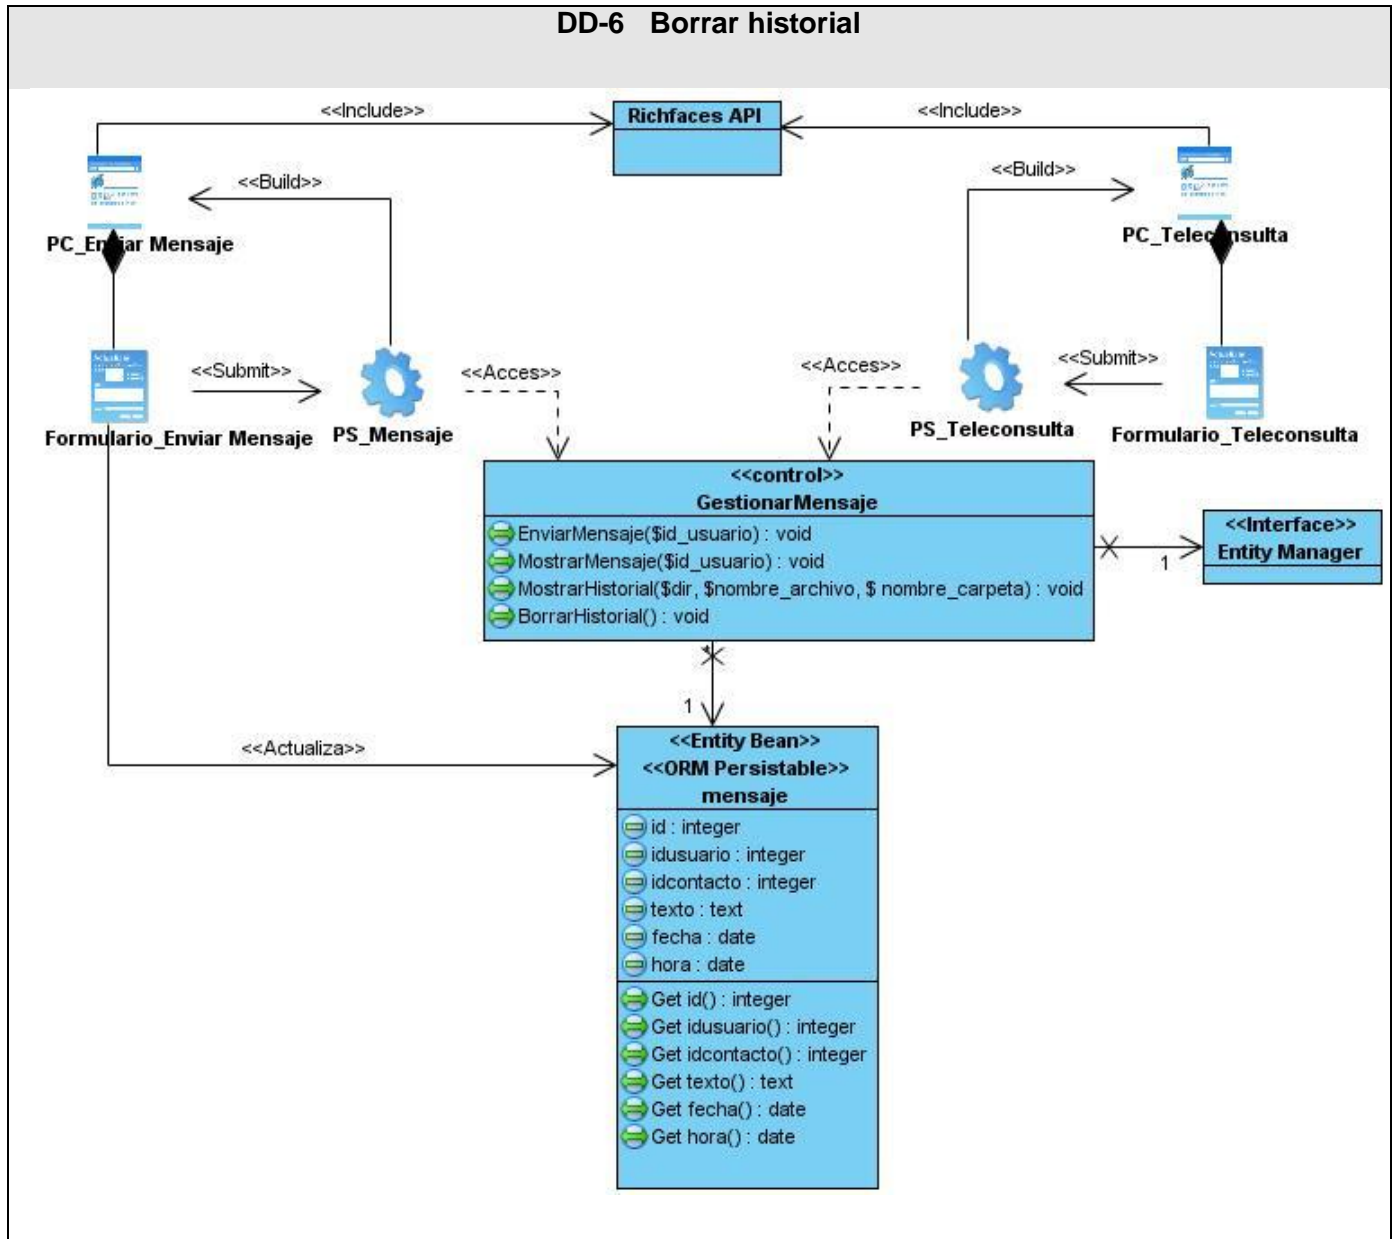 DD-6 Borrar historial
<<Include>>
Richfaces API
<<Include>>
<<Build>>
<<Build>>
PC_Enviar Mensaje
PC_Teleconsulta
<<Submit>>
<<Acces>>
<<Acces>>
<<Submit>>
Formulario_Enviar Mensaje
PS_Mensaje
PS_Teleconsulta
Formulario_Teleconsulta
<<control>>
GestionarMensaje
EnviarMensaje($id_usuario) : void
MostrarMensaje($id_usuario) : void
MostrarHistorial($dir, $nombre_archivo, $ nombre_carpeta) : void
BorrarHistorial() : void
<<Interface>>
Entity Manager
1
*
1
<<Actualiza>>
<<Entity Bean>>
<<ORM Persistable>>
mensaje
id : integer
idusuario : integer
idcontacto : integer
texto : text
fecha : date
hora : date
Get id() : integer
Get idusuario() : integer
Get idcontacto() : integer
Get texto() : text
Get fecha() : date
Get hora() : date